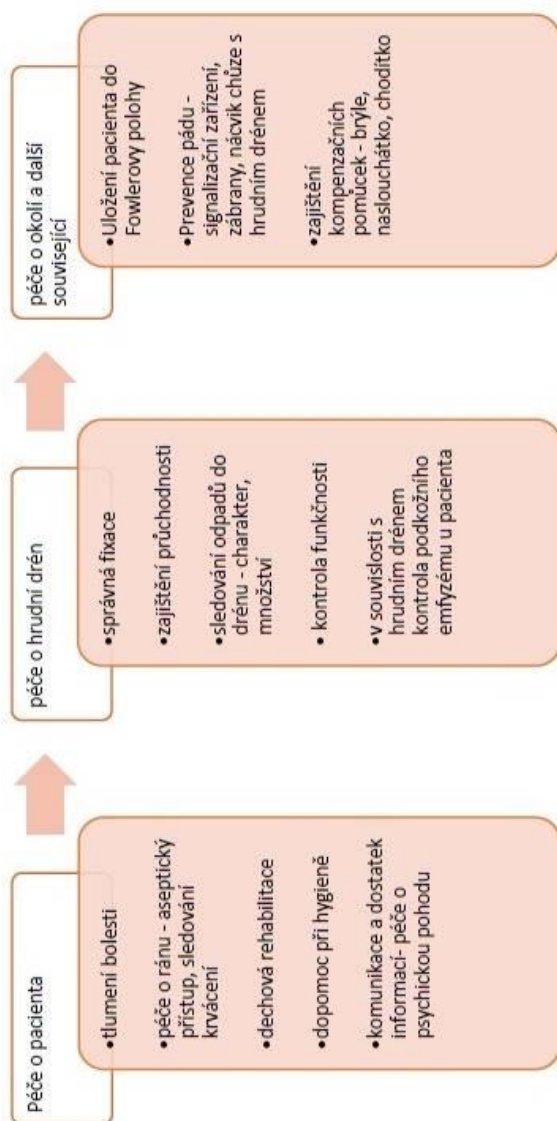 Péče o pacienta
•tlumení bolesti
•péče o ránu - aseptický
přístup, sledování
krvácení
•dechová rehabilitace
•dopomoc při hygieně
•komunikace a dostatek
informací- péče o
psychickou pohodu
péče o hrudní drén
•správná fixace
•zajištění průchodnosti
•sledování odpadů do
drénu - charakter,
množství
• kontrola funkčnosti
•v souvislosti s
hrudním drénem
kontrola podkožního
emfyzému u pacienta
péče o okolí a další
související
•Uložení pacienta do
Fowlerovy polohy
•Prevence pádu -
signalizační zařízení,
zábrany, nácvik chůze s
hrudním drénem
•zajištění
kompenzačních
pomůcek - brýle,
naslouchátko, chodítko